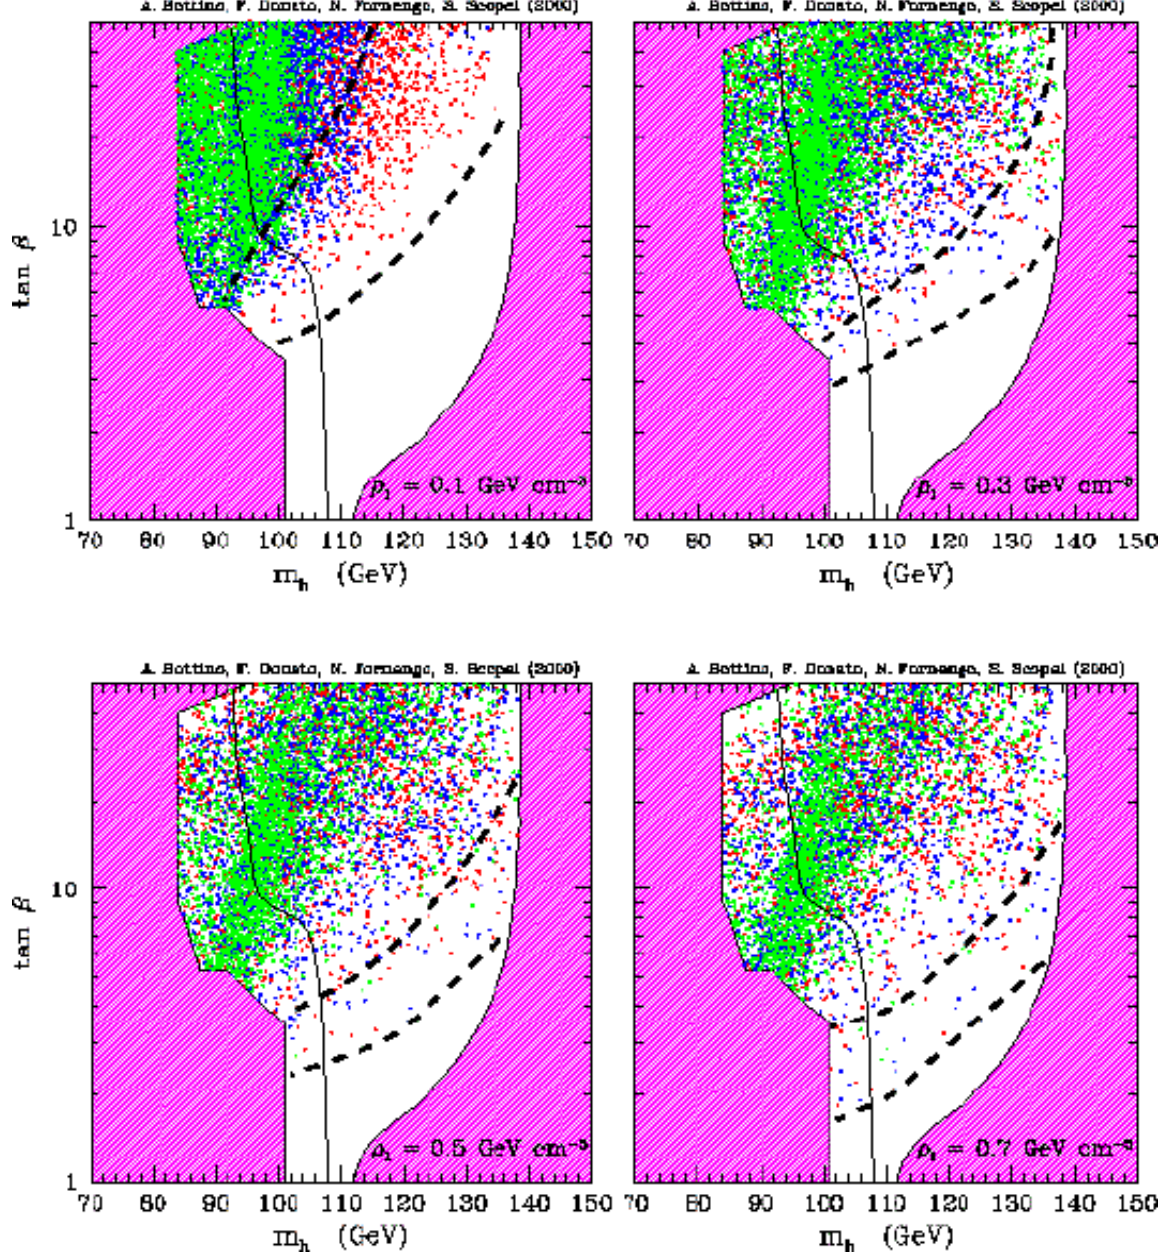 A. Bottino, F. Donato, N. Fornengo, S. Scopel (2000)
A. Bottino, F. Donato, N. Fornengo, S. Scopel (2000)
tan β
10
1
ρ₁ = 0.1 GeV cm⁻³
70 80 90 100 110 120 130 140 150
m_h (GeV)
ρ₁ = 0.3 GeV cm⁻³
70 80 90 100 110 120 130 140 150
m_h (GeV)
A. Bottino, F. Donato, N. Fornengo, S. Scopel (2000)
A. Bottino, F. Donato, N. Fornengo, S. Scopel (2000)
tan β
10
1
ρ₁ = 0.5 GeV cm⁻³
70 80 90 100 110 120 130 140 150
m_h (GeV)
ρ₁ = 0.7 GeV cm⁻³
70 80 90 100 110 120 130 140 150
m_h (GeV)